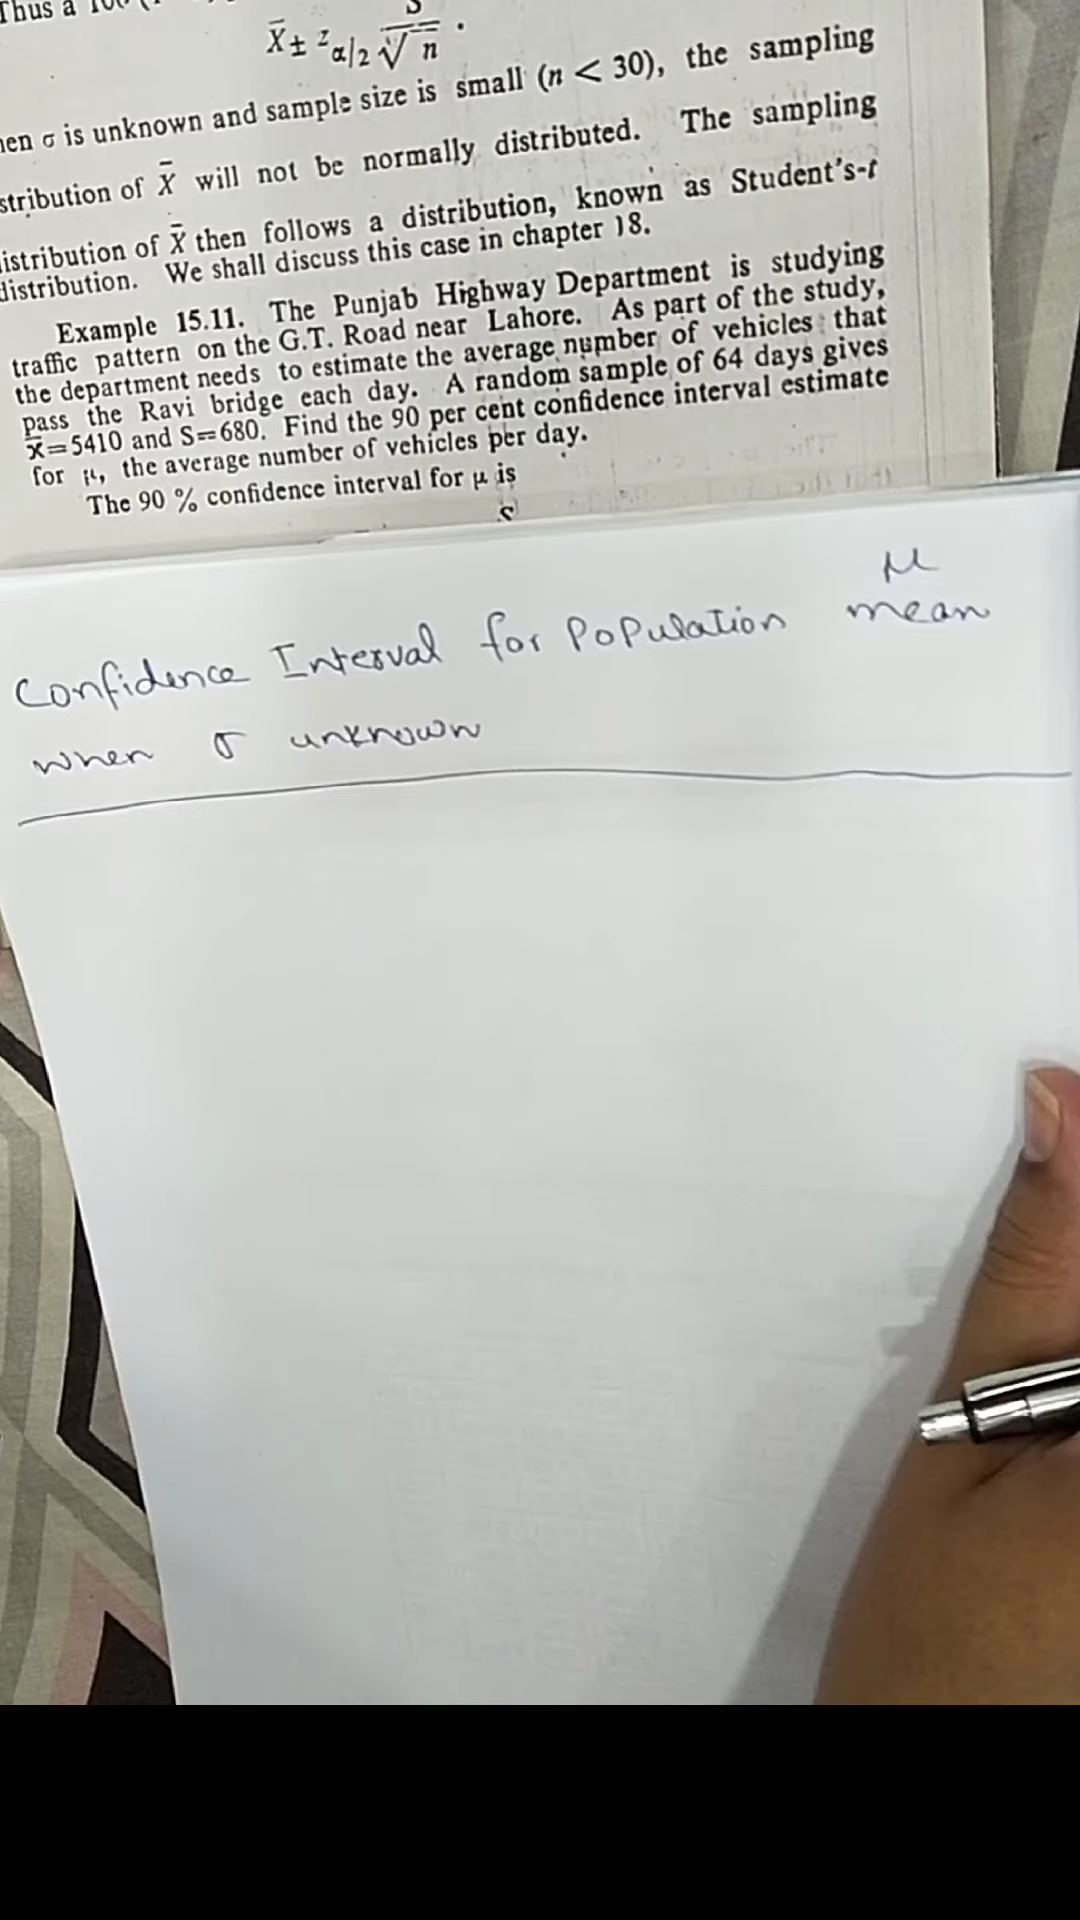 Thus a
X̄ ± z α/2 S/√n .
en σ is unknown and sample size is small (n < 30), the sampling
stribution of X̄ will not be normally distributed. The sampling
istribution of X̄ then follows a distribution, known as Student's-t
distribution. We shall discuss this case in chapter 18.
Example 15.11. The Punjab Highway Department is studying
traffic pattern on the G.T. Road near Lahore. As part of the study,
the department needs to estimate the average number of vehicles that
pass the Ravi bridge each day. A random sample of 64 days gives
x̄=5410 and S=680. Find the 90 per cent confidence interval estimate
for μ, the average number of vehicles per day.
The 90 % confidence interval for μ is
S
μ
Confidence Interval for Population mean
when σ unknown